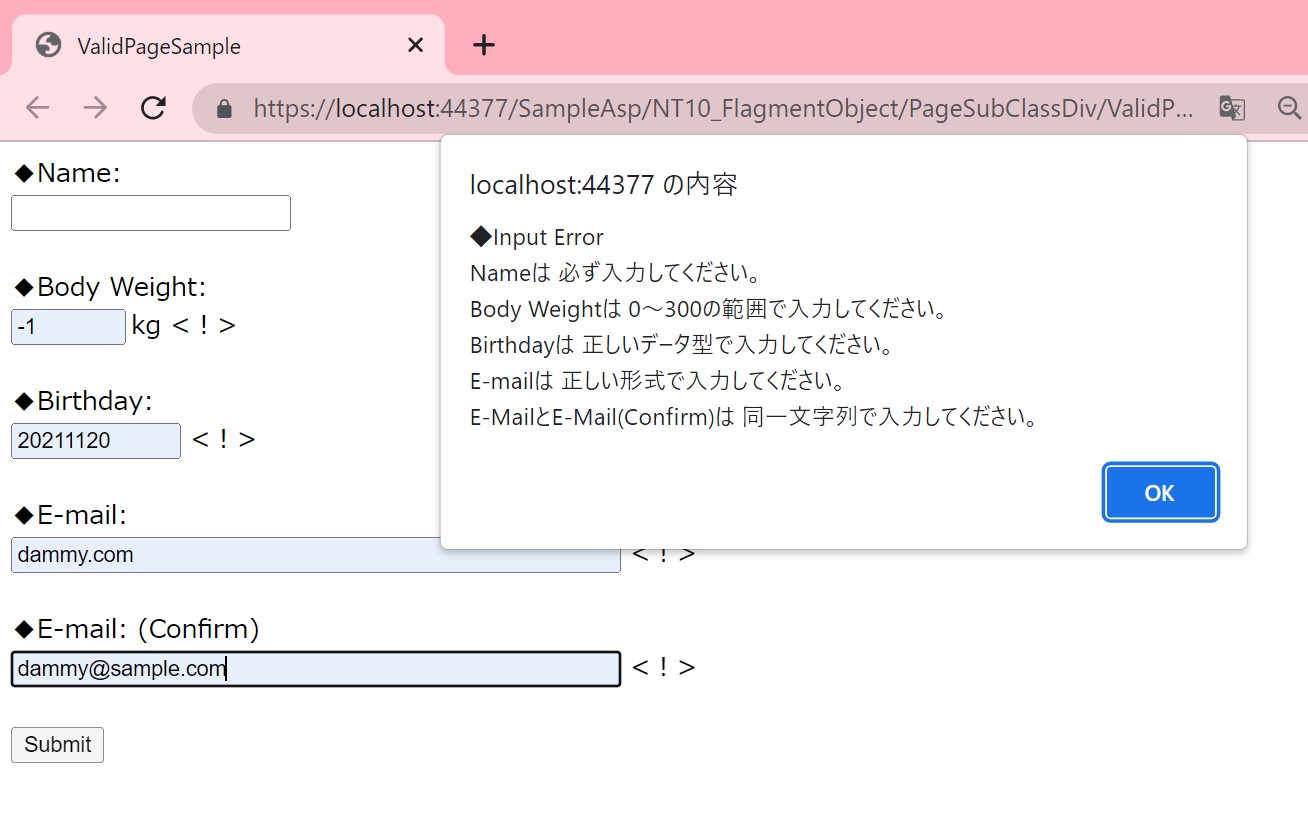 ValidPageSample
https://localhost:44377/SampleAsp/NT10_FlagmentObject/PageSubClassDiv/ValidP...
◆Name:
◆Body Weight:
-1 kg < ! >
◆Birthday:
20211120 < ! >
◆E-mail:
dammy.com < ! >
◆E-mail: (Confirm)
dammy@sample.com < ! >
Submit
localhost:44377 の内容
◆Input Error
Nameは 必ず入力してください。
Body Weightは 0～300の範囲で入力してください。
Birthdayは 正しいデータ型で入力してください。
E-mailは 正しい形式で入力してください。
E-MailとE-Mail(Confirm)は 同一文字列で入力してください。
OK